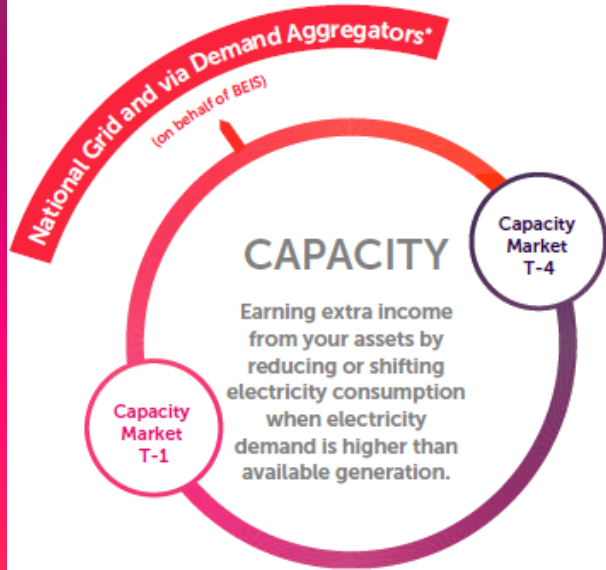 National Grid and via Demand Aggregators*
(on behalf of BEIS)
Capacity
Market
T-4
CAPACITY
Earning extra income
from your assets by
reducing or shifting
electricity consumption
when electricity
demand is higher than
available generation.
Capacity
Market
T-1